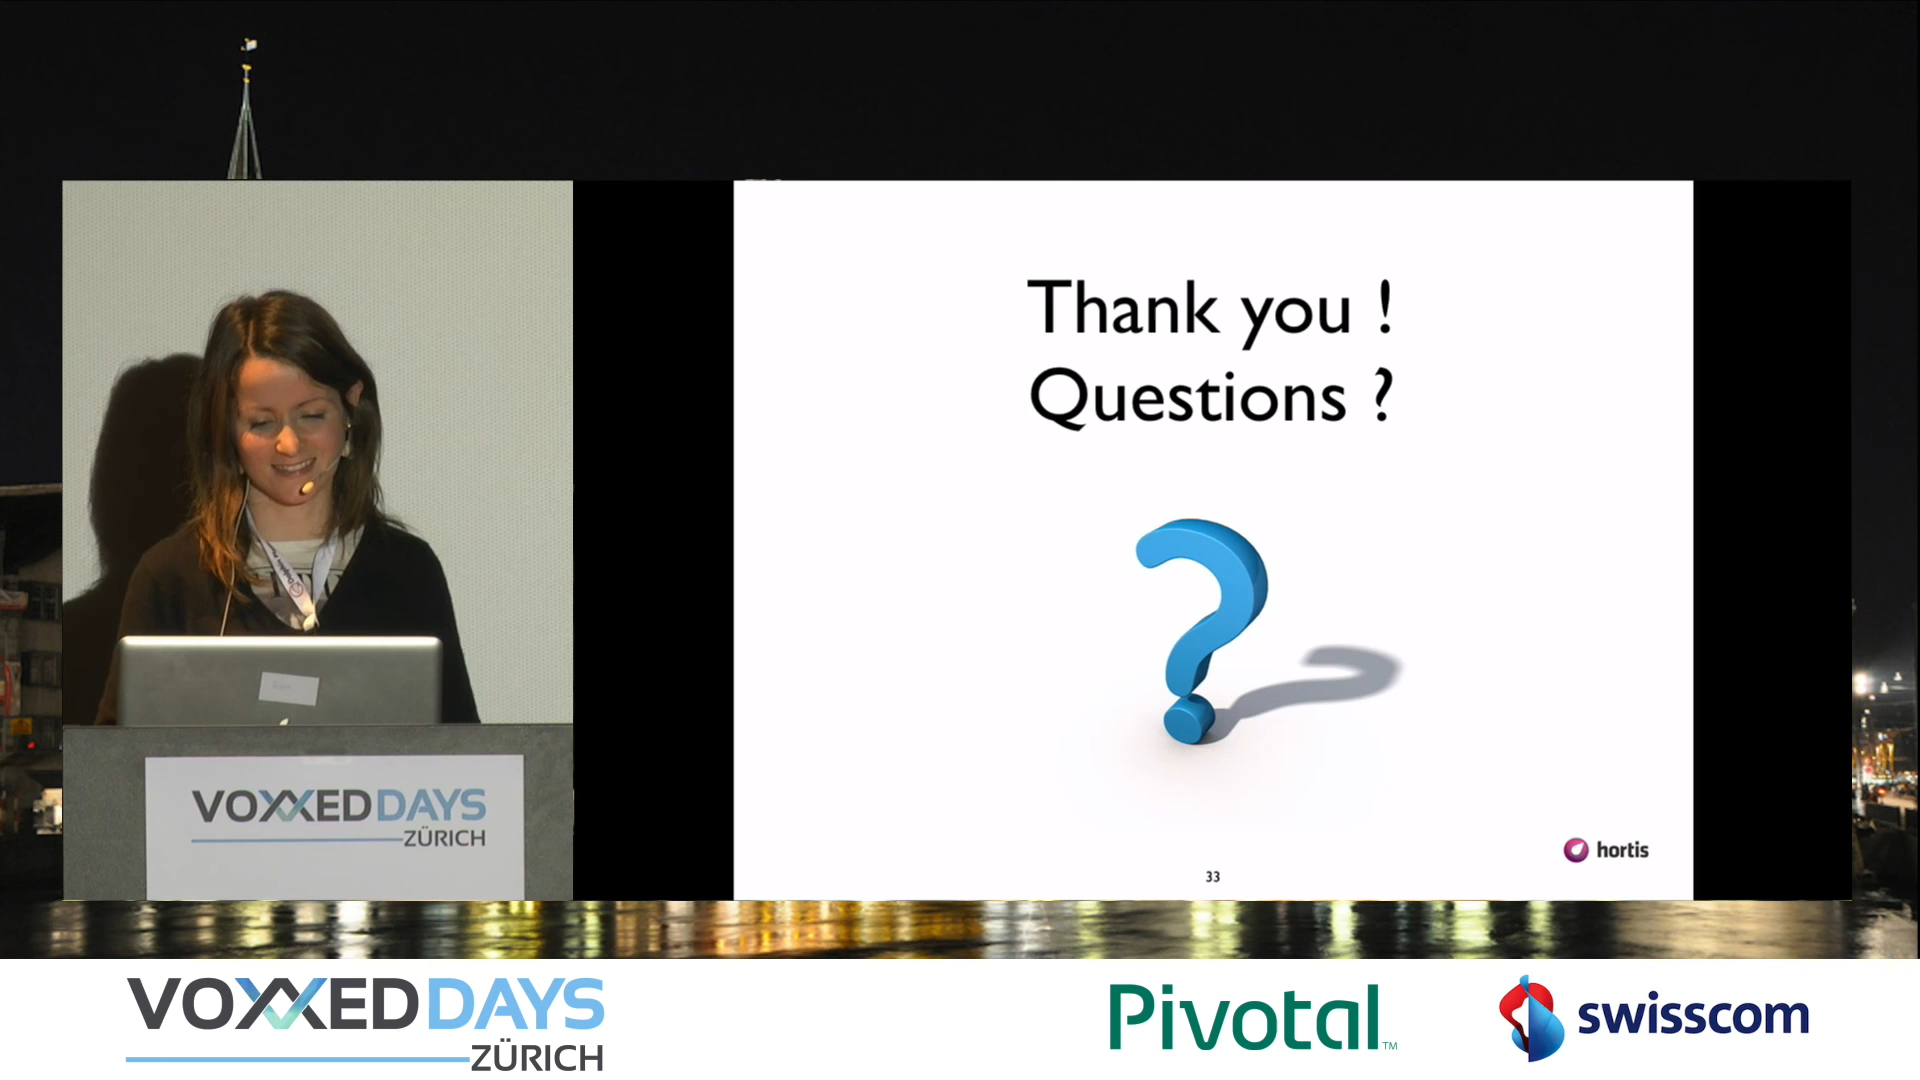 Thank you !
Questions ?
hortis
33
VOXXED DAYS
ZÜRICH
VOXXED DAYS
ZÜRICH
Pivotal™
swisscom